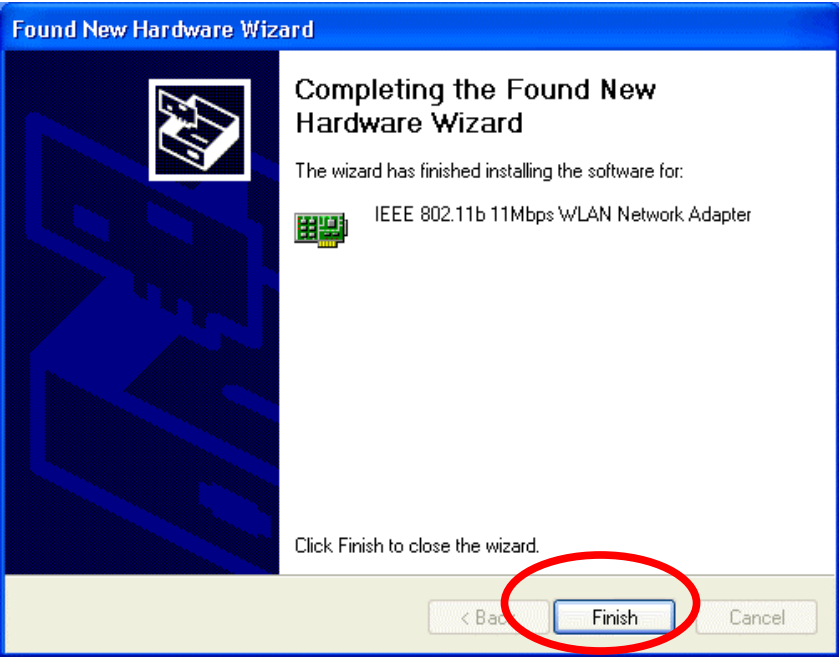 Found New Hardware Wizard
Completing the Found New
Hardware Wizard
The wizard has finished installing the software for:
IEEE 802.11b 11Mbps WLAN Network Adapter
Click Finish to close the wizard.
< Back Finish Cancel